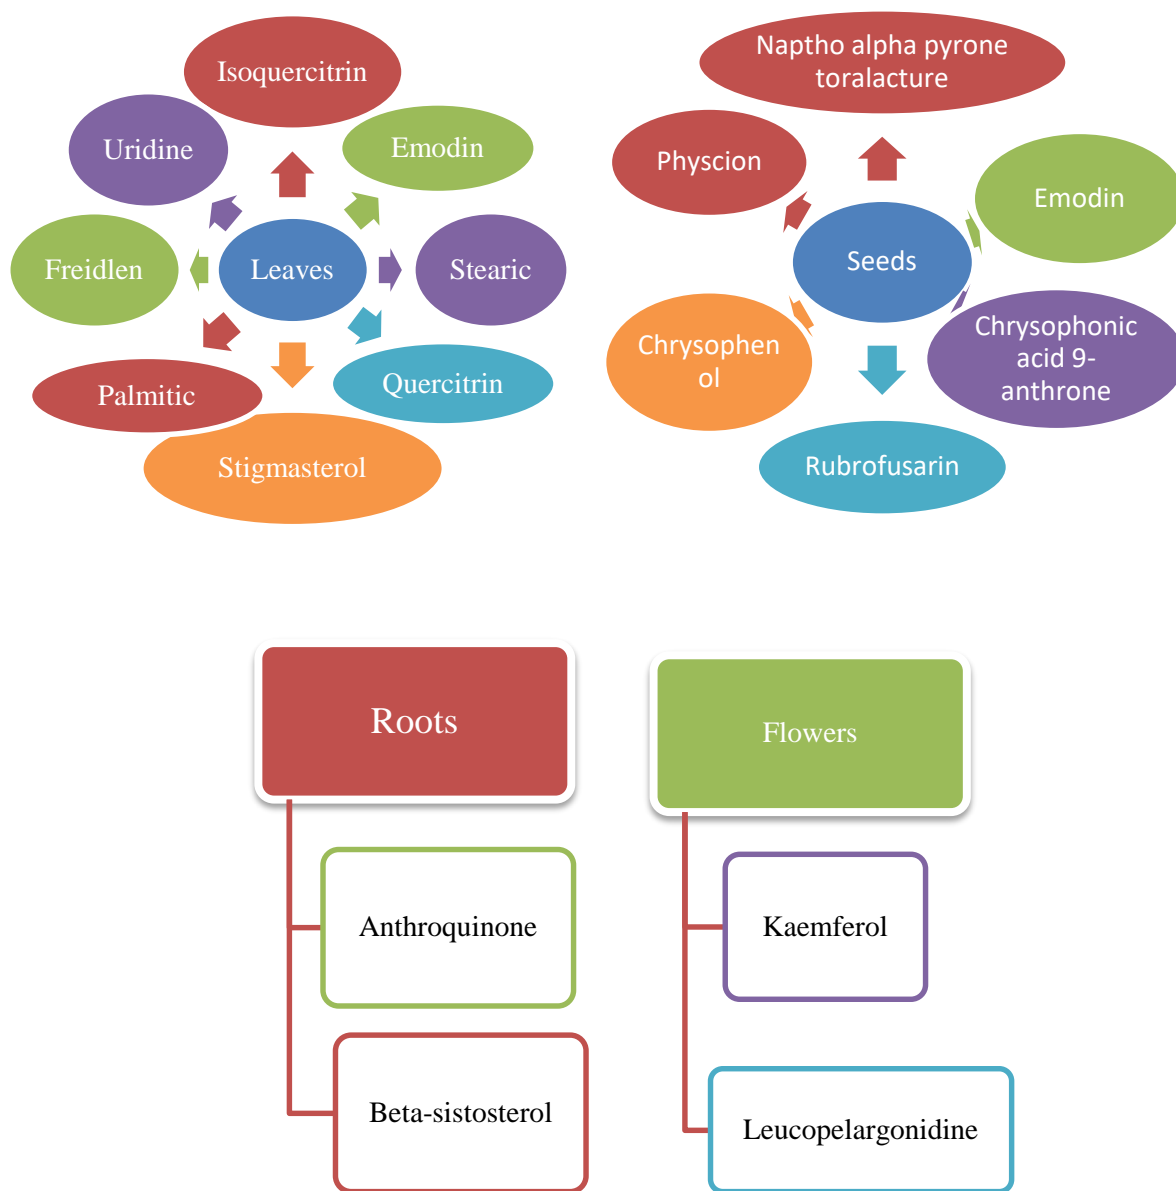 Isoquercitrin
Emodin
Stearic
Quercitrin
Stigmasterol
Palmitic
Freidlen
Uridine
Leaves
Naptho alpha pyrone
toralacture
Emodin
Chrysophonic
acid 9-
anthrone
Rubrofusarin
Chrysophen
ol
Physcion
Seeds
Roots
Anthroquinone
Beta-sistosterol
Flowers
Kaemferol
Leucopelargonidine